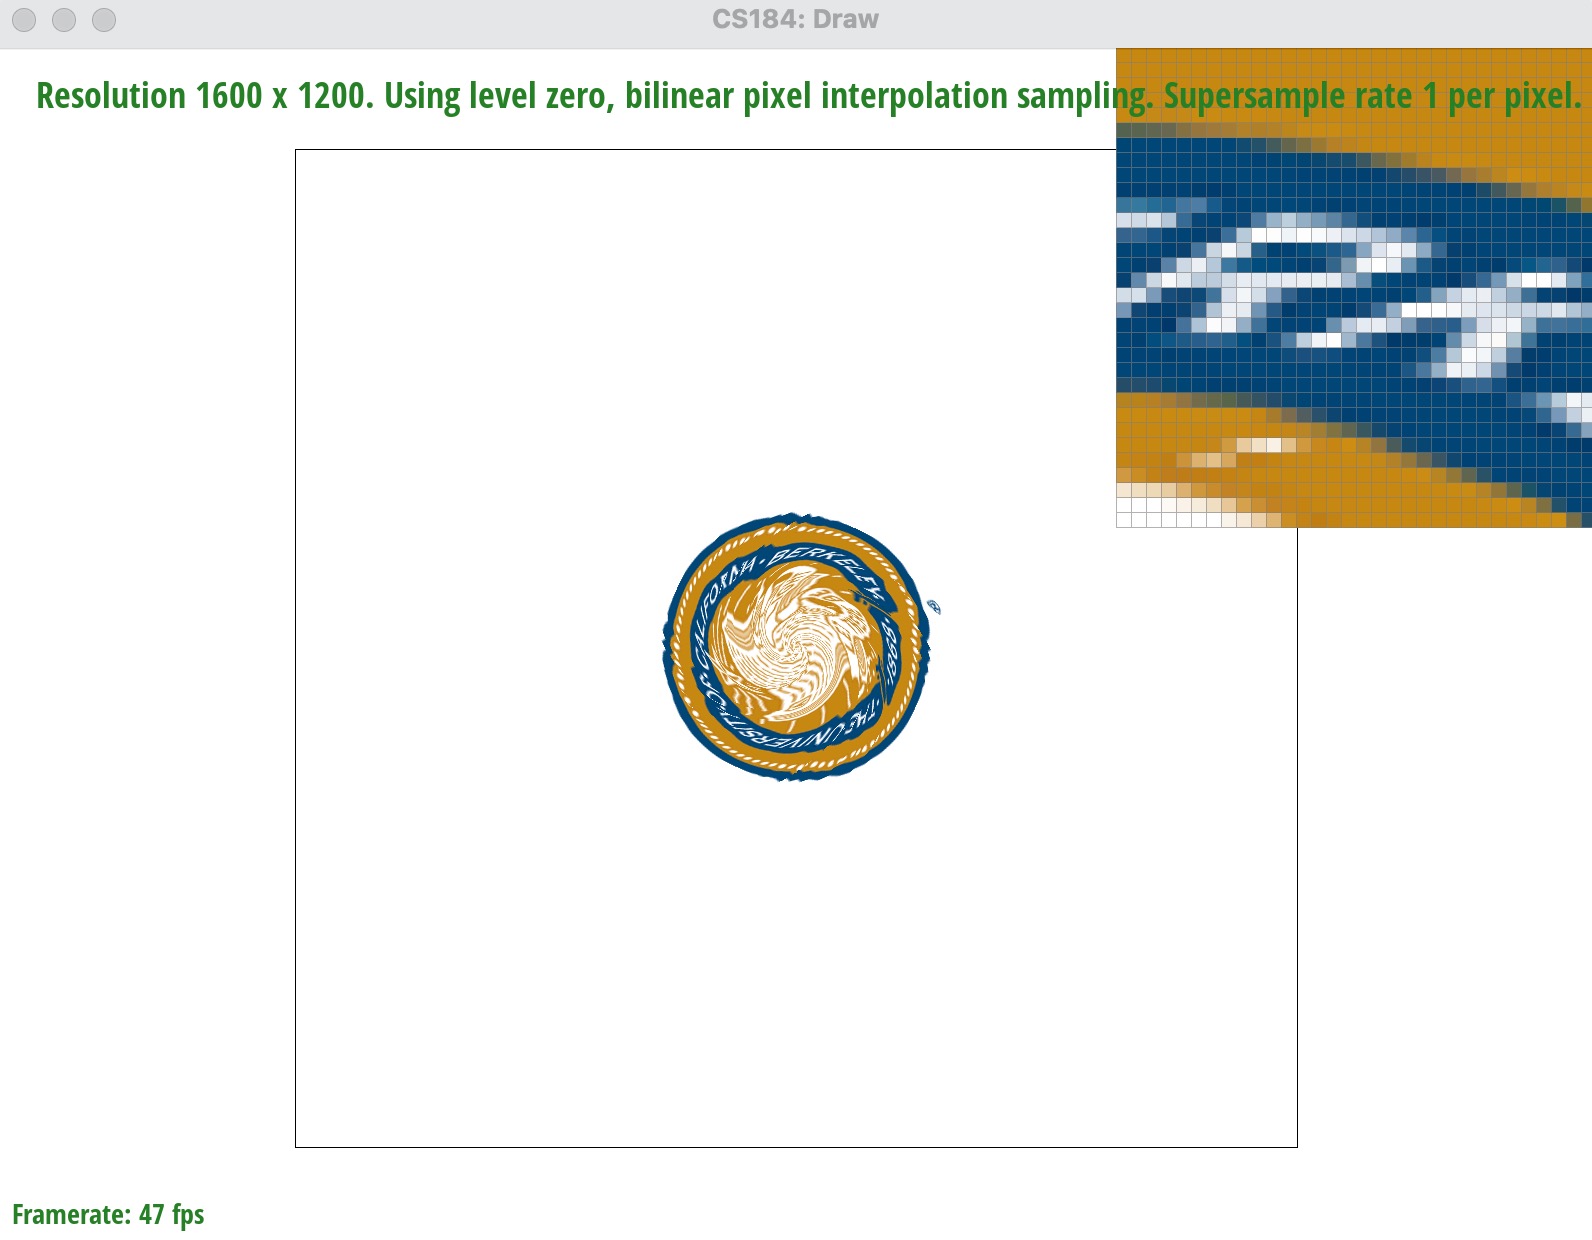 CS184: Draw
Resolution 1600 x 1200. Using level zero, bilinear pixel interpolation sampling. Supersample rate 1 per pixel.
CALIFORNIA · BERKELEY
1868
THE UNIVERSITY OF
®
Framerate: 47 fps